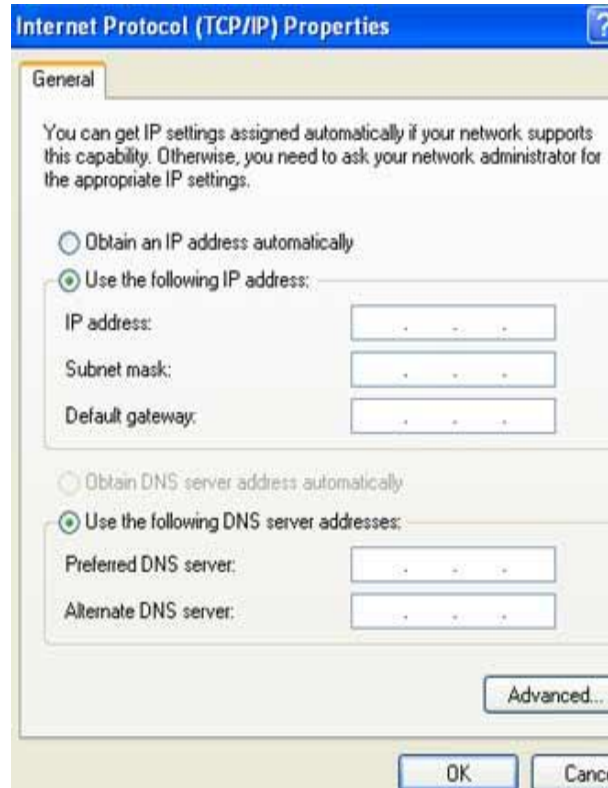 Internet Protocol (TCP/IP) Properties
?
General
You can get IP settings assigned automatically if your network supports
this capability. Otherwise, you need to ask your network administrator for
the appropriate IP settings.
Obtain an IP address automatically
Use the following IP address:
IP address:
Subnet mask:
Default gateway:
Obtain DNS server address automatically
Use the following DNS server addresses:
Preferred DNS server:
Alternate DNS server:
Advanced...
OK Canc